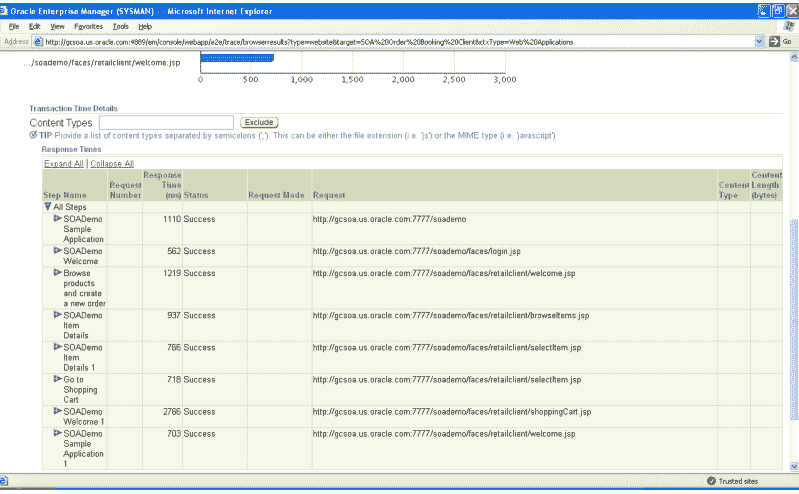 Oracle Enterprise Manager (SYSMAN) - - Microsoft Internet Explorer
File Edit View Favorites Tools Help
Address http://gcsoa.us.oracle.com:4889/em/console/webapp/e2e/trace/browserresults?type=website&target=SOA%20Order%20Booking%20Client&ctxType=Web%20Applications Go
.../soademo/faces/retailclient/welcome.jsp
0 500 1,000 1,500 2,000 2,500 3,000
Transaction Time Details
Content Types Exclude
TIP Provide a list of content types separated by semicolons (';'). This can be either the file extension (i.e. 'js') or the MIME type (i.e. 'javascript')
Response Times
Expand All | Collapse All
Step Name Request Number Response Time (ms) Status Request Mode Request Content Type Content Length (bytes)
All Steps
SOADemo Sample Application 1110 Success http://gcsoa.us.oracle.com:7777/soademo
SOADemo Welcome 562 Success http://gcsoa.us.oracle.com:7777/soademo/faces/login.jsp
Browse products and create a new order 1219 Success http://gcsoa.us.oracle.com:7777/soademo/faces/retailclient/welcome.jsp
SOADemo Item Details 937 Success http://gcsoa.us.oracle.com:7777/soademo/faces/retailclient/browseItems.jsp
SOADemo Item Details 1 766 Success http://gcsoa.us.oracle.com:7777/soademo/faces/retailclient/selectItem.jsp
Go to Shopping Cart 718 Success http://gcsoa.us.oracle.com:7777/soademo/faces/retailclient/selectItem.jsp
SOADemo Welcome 1 2766 Success http://gcsoa.us.oracle.com:7777/soademo/faces/retailclient/shoppingCart.jsp
SOADemo Sample Application 1 703 Success http://gcsoa.us.oracle.com:7777/soademo/faces/retailclient/welcome.jsp
Trusted sites